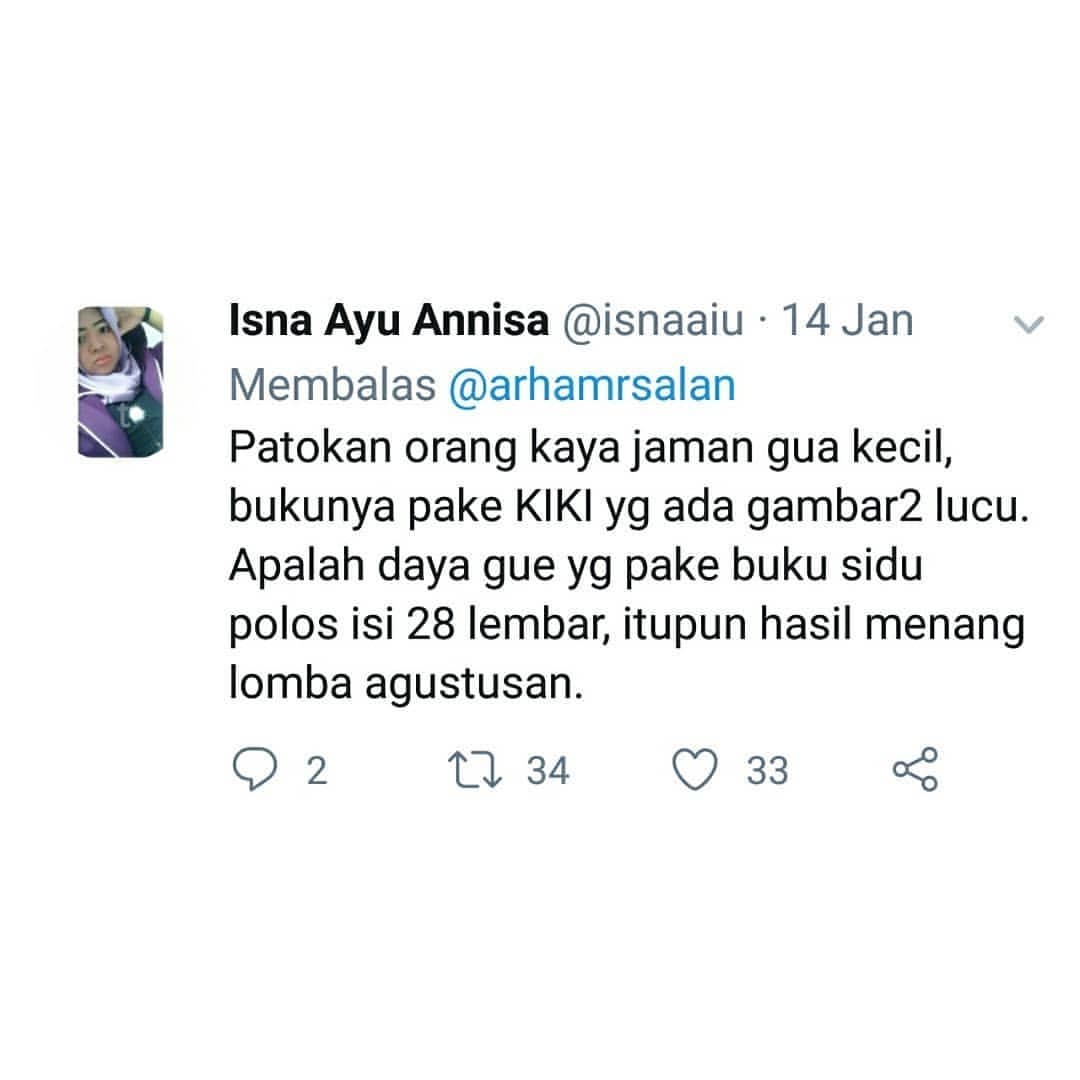 Isna Ayu Annisa @isnaaiu · 14 Jan
Membalas @arhamrsalan
Patokan orang kaya jaman gua kecil,
bukunya pake KIKI yg ada gambar2 lucu.
Apalah daya gue yg pake buku sidu
polos isi 28 lembar, itupun hasil menang
lomba agustusan.
2 34 33